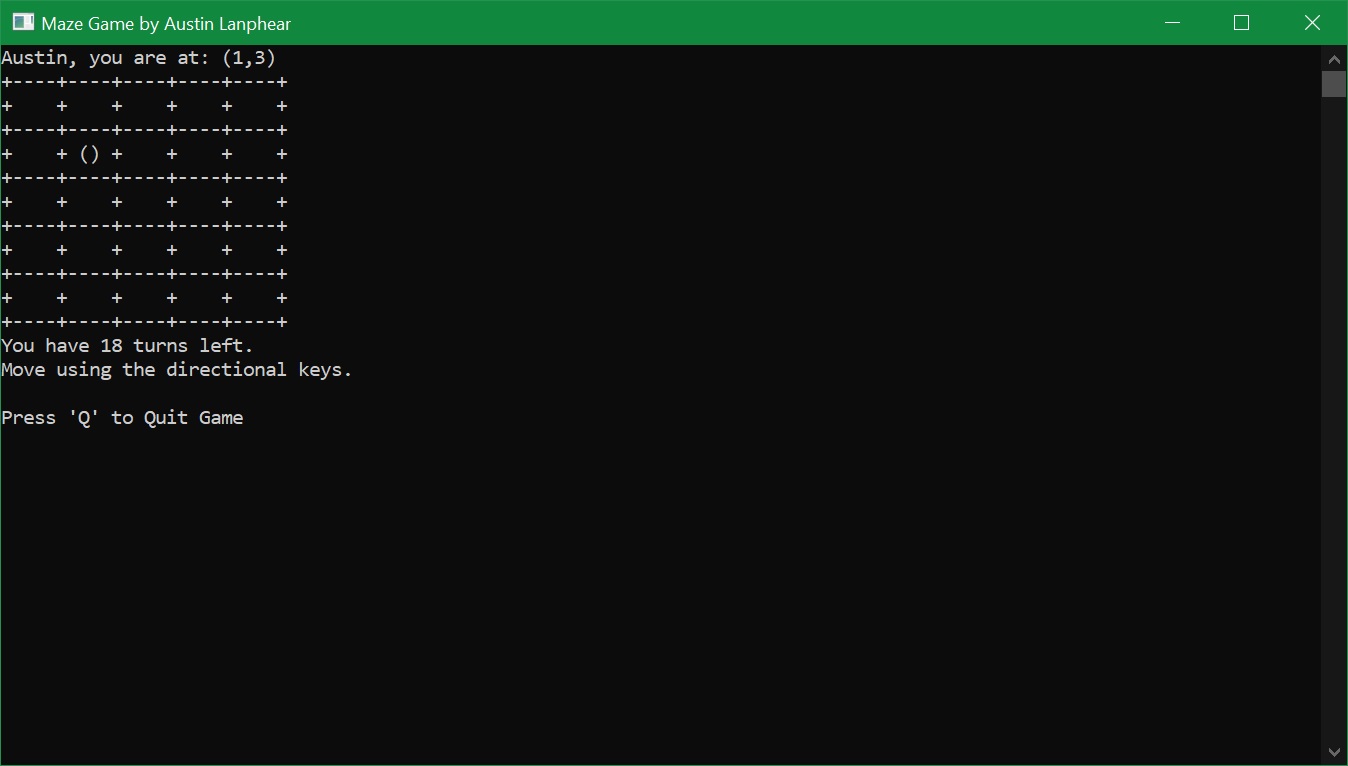 Maze Game by Austin Lanphear
Austin, you are at: (1,3)
+----+----+----+----+----+
+    +    +    +    +    +
+----+----+----+----+----+
+    + () +    +    +    +
+----+----+----+----+----+
+    +    +    +    +    +
+----+----+----+----+----+
+    +    +    +    +    +
+----+----+----+----+----+
+    +    +    +    +    +
+----+----+----+----+----+
You have 18 turns left.
Move using the directional keys.
Press 'Q' to Quit Game